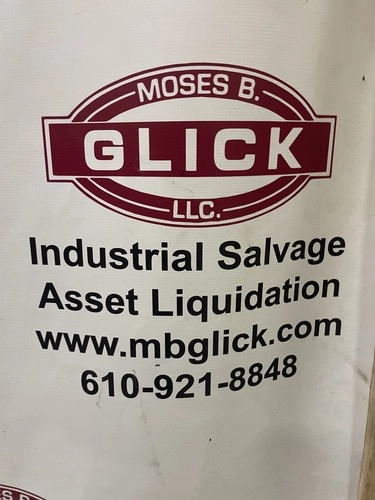 MOSES B.
GLICK
LLC.
Industrial Salvage
Asset Liquidation
www.mbglick.com
610-921-8848